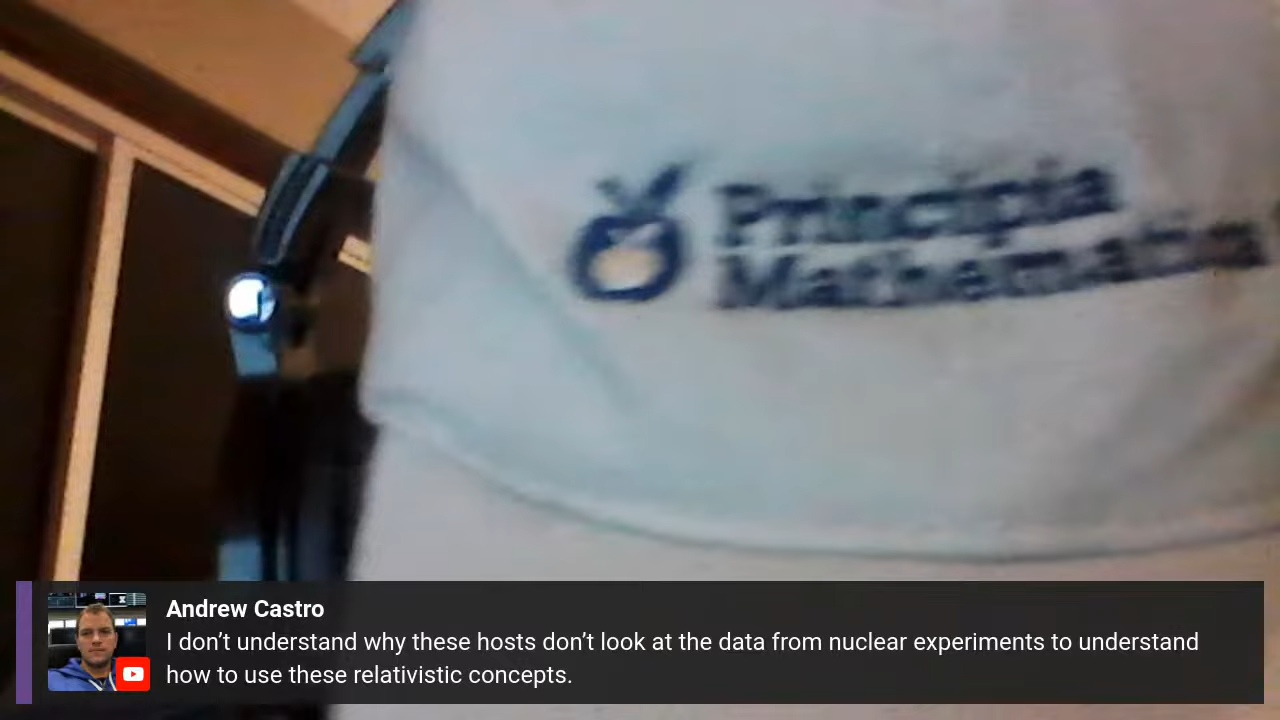 Principia
Mathematica
Andrew Castro
I don’t understand why these hosts don’t look at the data from nuclear experiments to understand
how to use these relativistic concepts.